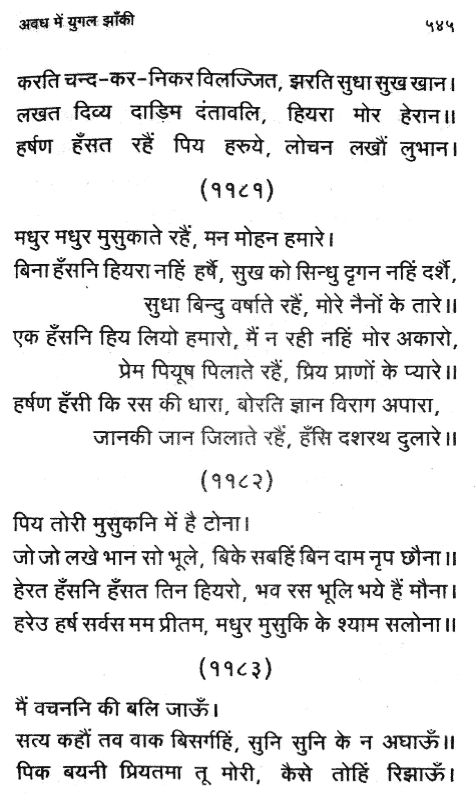 अवध में युगल झाँकी
५४५
करति चन्द-कर-निकर विलज्जित, झरति सुधा सुख खान।
लखत दिव्य दाड़िम दंतावलि, हियरा मोर हेरान॥
हर्षण हँसत रहैं पिय हरुये, लोचन लखौं लुभान।
(११८१)
मधुर मधुर मुसुकाते रहैं, मन मोहन हमारे।
बिना हँसनि हियरा नहिं हर्षै, सुख को सिन्धु दृगन नहिं दर्शै,
सुधा बिन्दु वर्षाते रहैं, मोरे नैनों के तारे॥
एक हँसनि हिय लियो हमारो, मैं न रही नहिं मोर अकारो,
प्रेम पियूष पिलाते रहैं, प्रिय प्राणों के प्यारे॥
हर्षण हँसी कि रस की धारा, बोरति ज्ञान विराग अपारा,
जानकी जान जिलाते रहैं, हँसि दशरथ दुलारे॥
(११८२)
पिय तोरी मुसुकनि में है टोना।
जो जो लखे भान सो भूले, बिके सबहिं बिन दाम नृप छौना॥
हेरत हँसनि हँसत तिन हियरो, भव रस भूलि भये हैं मौना।
हरेउ हर्ष सर्वस मम प्रीतम, मधुर मुसुकि के श्याम सलोना॥
(११८३)
मैं वचननि की बलि जाऊँ।
सत्य कहौं तव वाक बिसर्गहिं, सुनि सुनि के न अघाऊँ॥
पिक बयनी प्रियतमा तू मोरी, कैसे तोहिं रिझाऊँ।